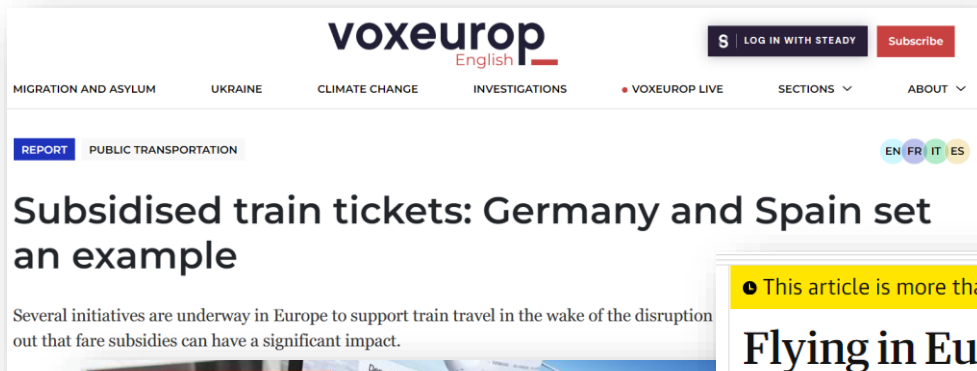 voxeurop
English
S LOG IN WITH STEADY
Subscribe
MIGRATION AND ASYLUM UKRAINE CLIMATE CHANGE INVESTIGATIONS VOXEUROP LIVE SECTIONS ABOUT
REPORT PUBLIC TRANSPORTATION
EN FR IT ES
Subsidised train tickets: Germany and Spain set
an example
Several initiatives are underway in Europe to support train travel in the wake of the disruption
out that fare subsidies can have a significant impact.
This article is more tha
Flying in Eu